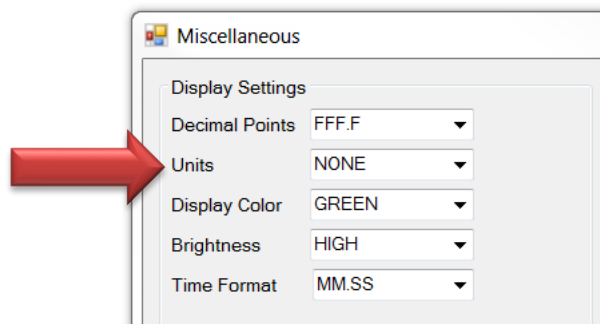 Miscellaneous
Display Settings
Decimal Points FFF.F
Units NONE
Display Color GREEN
Brightness HIGH
Time Format MM.SS